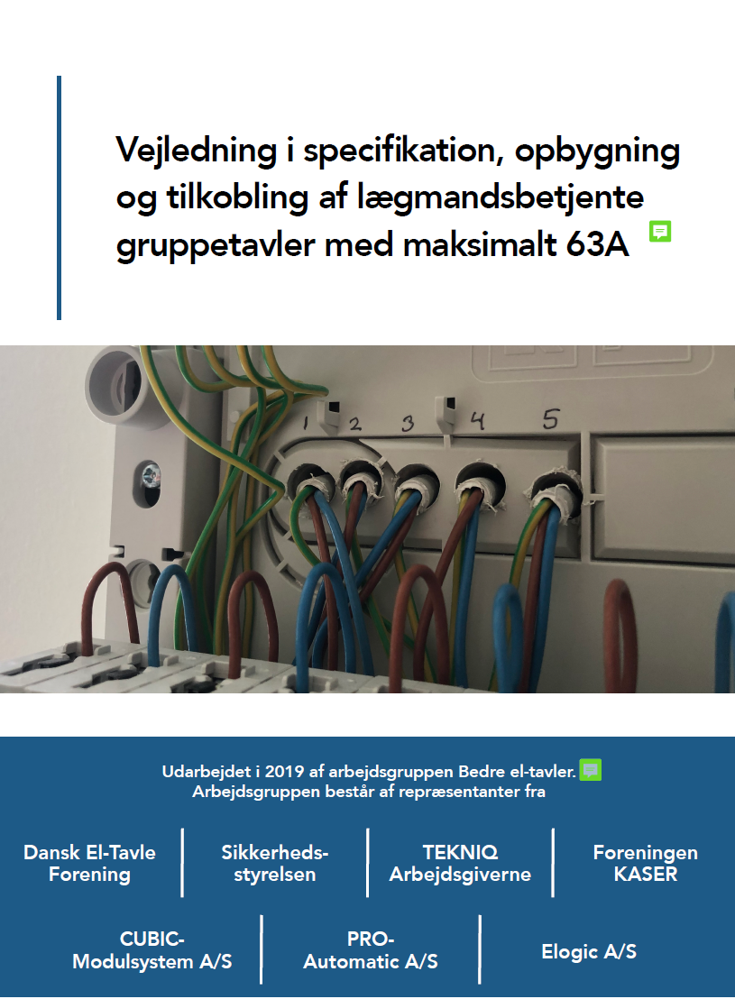 Vejledning i specifikation, opbygning
og tilkobling af lægmandsbetjente
gruppetavler med maksimalt 63A
1 2 3 4 5
Udarbejdet i 2019 af arbejdsgruppen Bedre el-tavler.
Arbejdsgruppen består af repræsentanter fra
Dansk El-Tavle
Forening
Sikkerheds-
styrelsen
TEKNIQ
Arbejdsgiverne
Foreningen
KASER
CUBIC-
Modulsystem A/S
PRO-
Automatic A/S
Elogic A/S